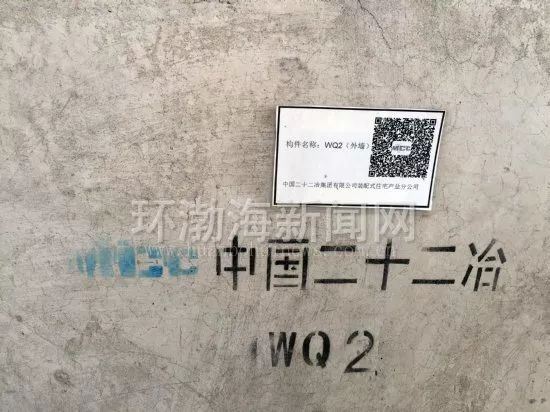 构件名称：WQ2（外墙）
MCC
中国二十二冶集团有限公司装配式住宅产业分公司
环渤海新闻网
MCC 中国二十二冶
WQ2